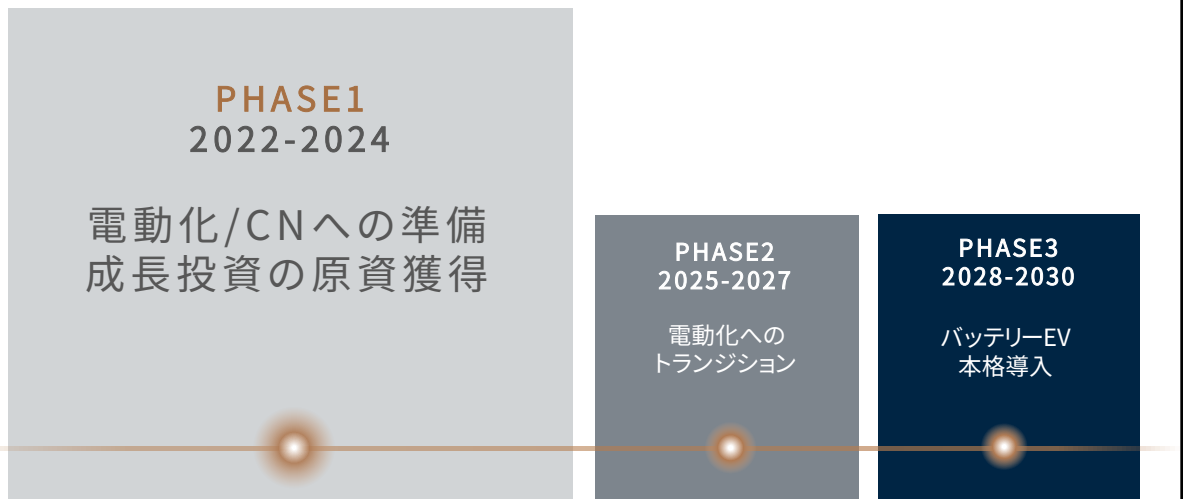 PHASE1
2022-2024
電動化/CNへの準備
成長投資の原資獲得
PHASE2
2025-2027
電動化への
トランジション
PHASE3
2028-2030
バッテリーEV
本格導入